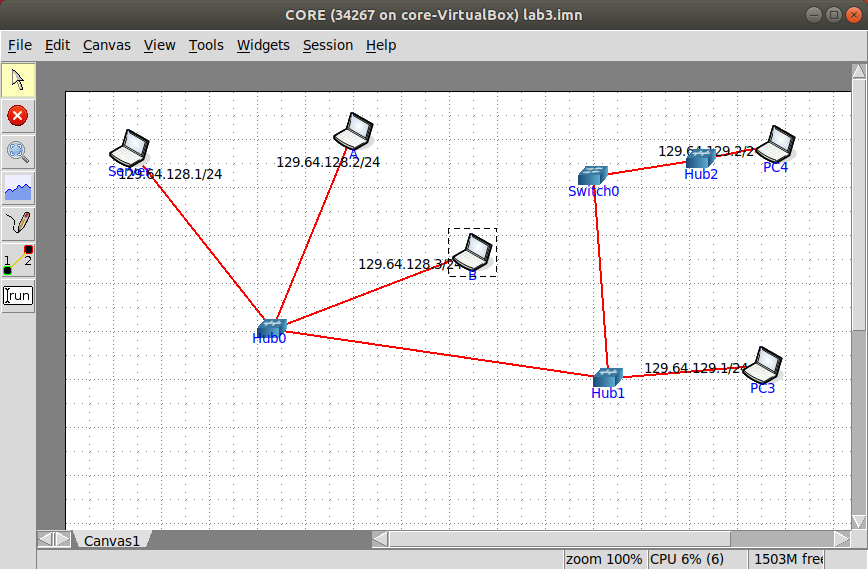 CORE (34267 on core-VirtualBox) lab3.imn
File Edit Canvas View Tools Widgets Session Help
A
129.64.128.2/24
129.64.128.1/24
129.64.129.2/2
Hub2
PC4
Switch0
129.64.128.3/24
B
Hub0
129.64.129.1/24
Hub1
PC3
1 2
run
Canvas1
zoom 100% CPU 6% (6) 1503M free